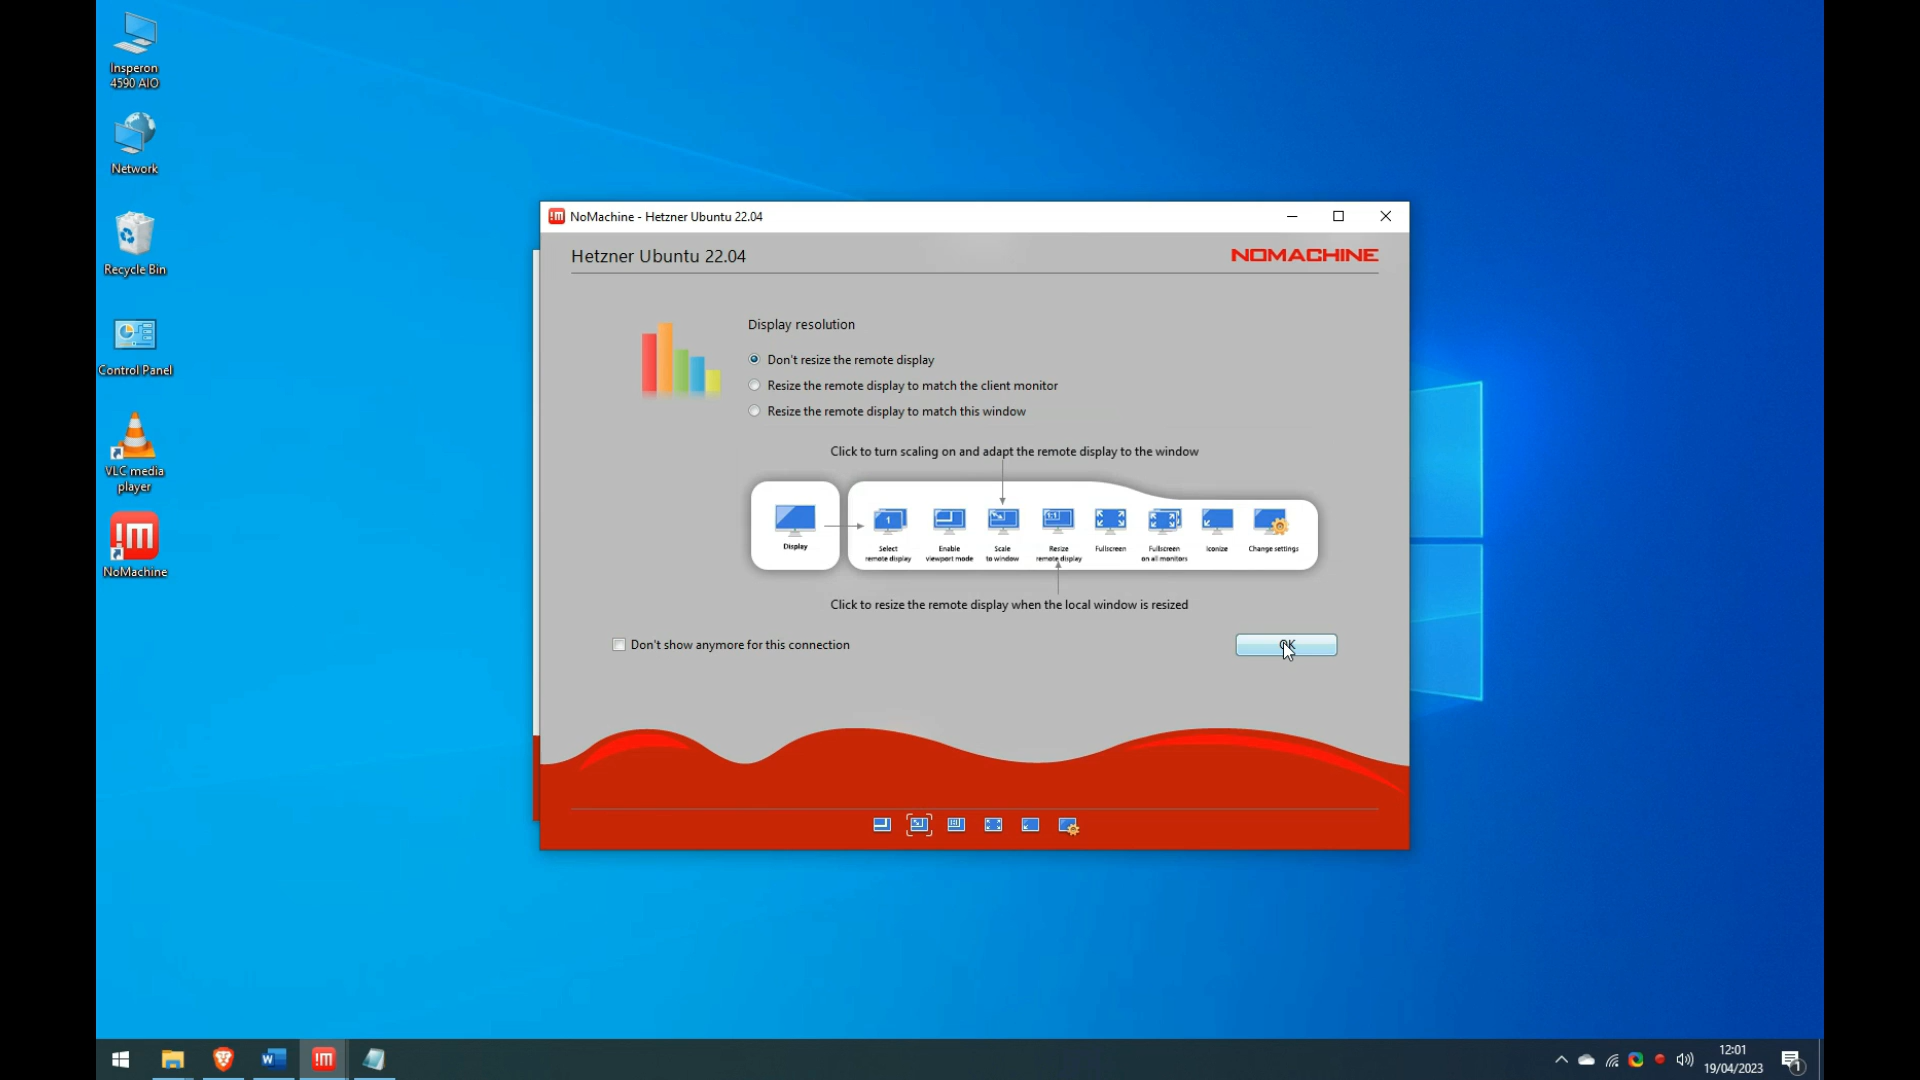 Insperon
4590 AIO
Network
Recycle Bin
Control Panel
VLC media
player
NoMachine
!M NoMachine - Hetzner Ubuntu 22.04
Hetzner Ubuntu 22.04
NOMACHINE
Display resolution
Don't resize the remote display
Resize the remote display to match the client monitor
Resize the remote display to match this window
Click to turn scaling on and adapt the remote display to the window
Display
1
Select
remote display
Enable
viewport mode
Scale
to window
1:1
Resize
remote display
Fullscreen
Fullscreen
on all monitors
Iconize
Change settings
Click to resize the remote display when the local window is resized
Don't show anymore for this connection
OK
W
!M
12:01
19/04/2023
1